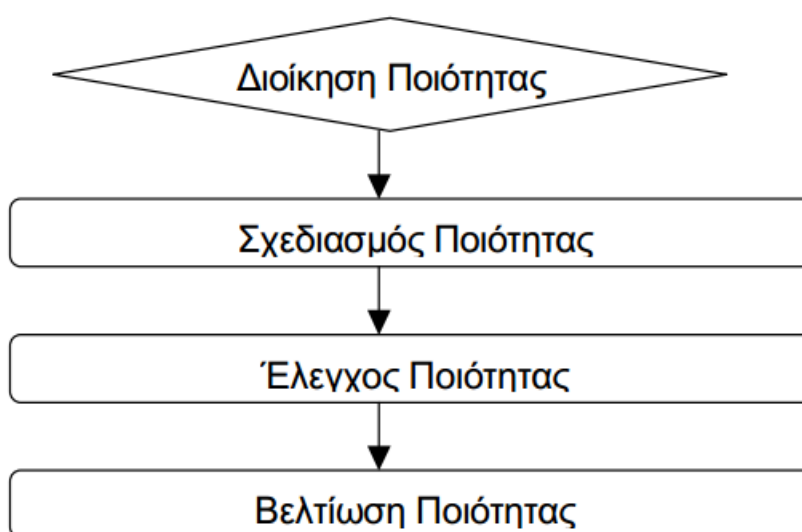 Διοίκηση Ποιότητας
Σχεδιασμός Ποιότητας
Έλεγχος Ποιότητας
Βελτίωση Ποιότητας